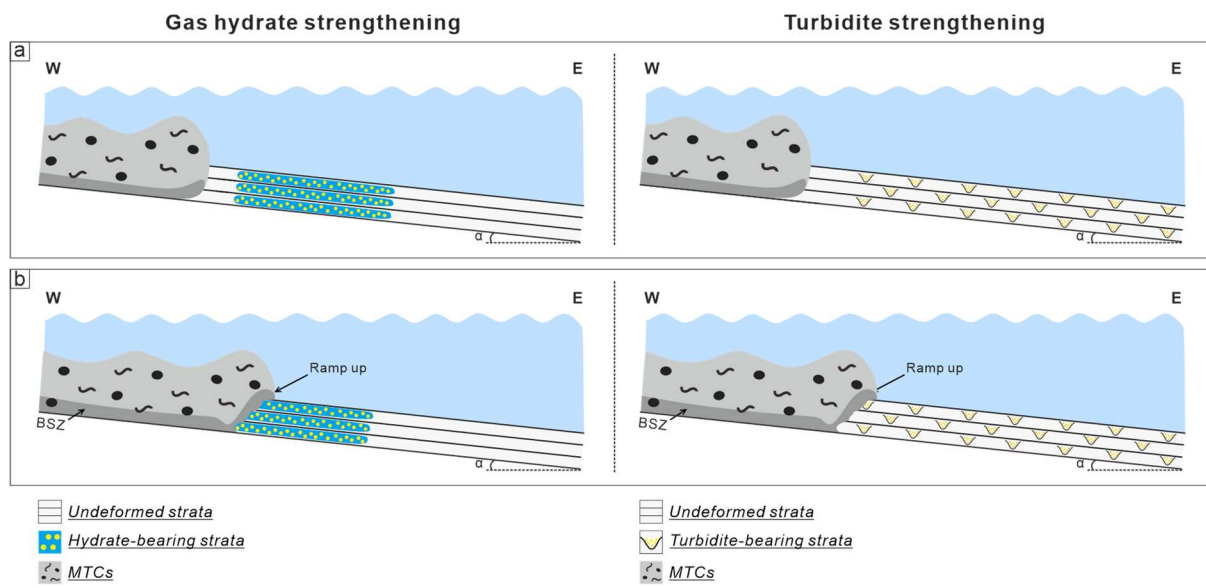 Gas hydrate strengthening
Turbidite strengthening
a
W
E
α
W
E
α
b
W
E
Ramp up
BSZ
α
W
E
Ramp up
BSZ
α
Undeformed strata
Hydrate-bearing strata
MTCs
Undeformed strata
Turbidite-bearing strata
MTCs